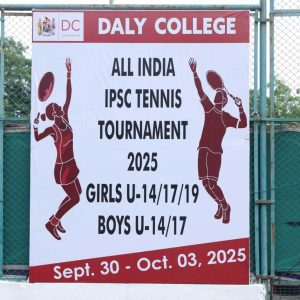 DC
DALY COLLEGE
ALL INDIA
IPSC TENNIS
TOURNAMENT
2025
GIRLS U-14/17/19
BOYS U-14/17
Sept. 30 - Oct. 03, 2025